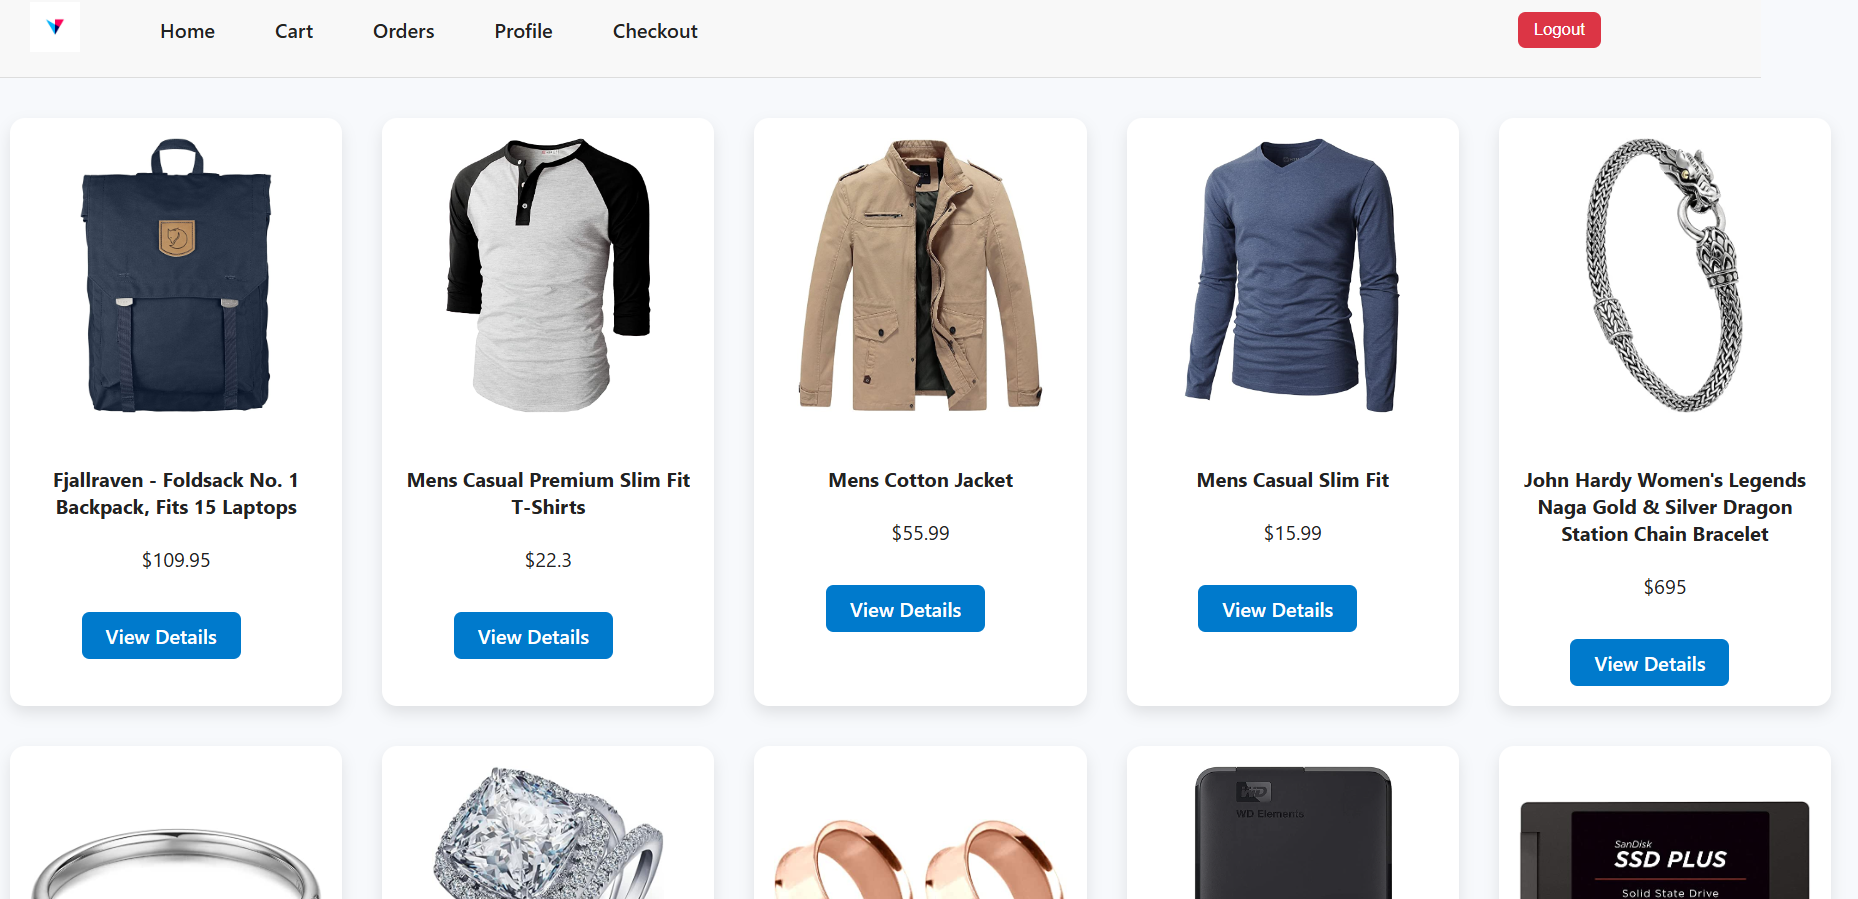 Home Cart Orders Profile Checkout Logout
Fjallraven - Foldsack No. 1
Backpack, Fits 15 Laptops
$109.95
View Details
Mens Casual Premium Slim Fit
T-Shirts
$22.3
View Details
Mens Cotton Jacket
$55.99
View Details
Mens Casual Slim Fit
$15.99
View Details
John Hardy Women's Legends
Naga Gold & Silver Dragon
Station Chain Bracelet
$695
View Details
WD
WD Elements
SanDisk
SSD PLUS
Solid State Drive